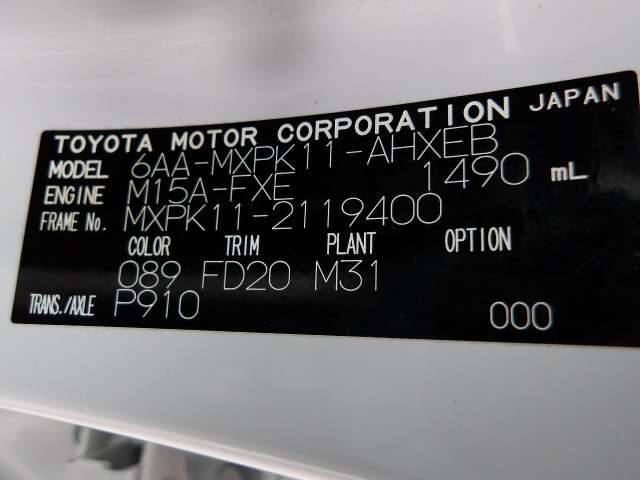 TOYOTA MOTOR CORPORATION JAPAN
MODEL 6AA-MXPK11-AHXEB
ENGINE M15A-FXE 1490 mL
FRAME No. MXPK11-2119400
COLOR TRIM PLANT OPTION
089 FD20 M31
TRANS./AXLE P910 000